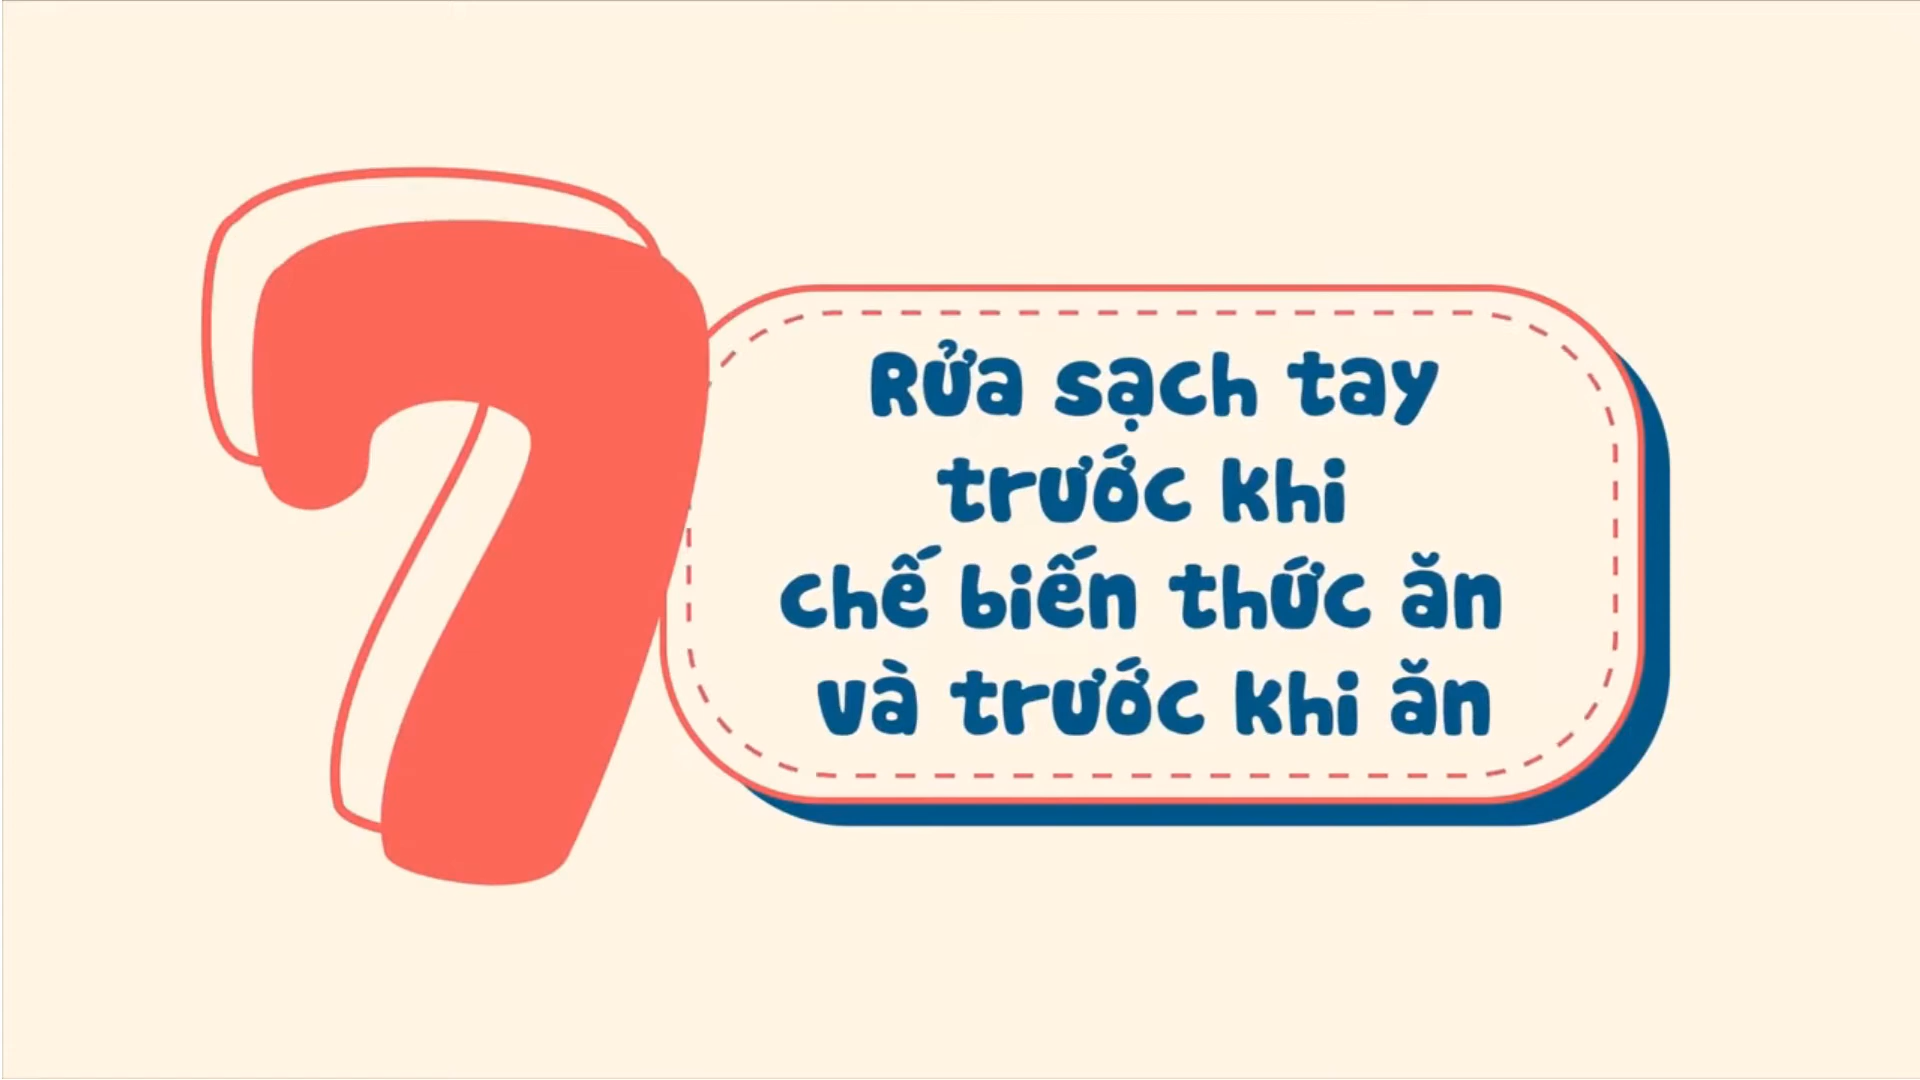 7
Rửa sạch tay
trước khi
chế biến thức ăn
và trước khi ăn